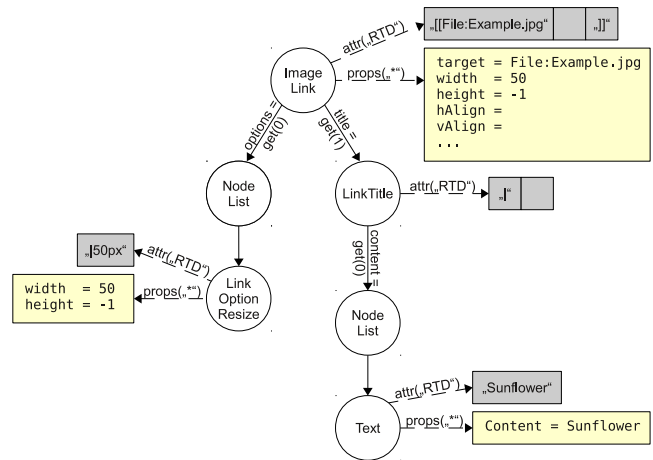 „[[File:Example.jpg“ „]]“
attr(„RTD“)
Image
Link
props(„*“)
target = File:Example.jpg
width = 50
height = -1
hAlign =
vAlign =
...
options =
get(0)
title =
get(1)
Node
List
LinkTitle
attr(„RTD“)
„|“
„|50px“
attr(„RTD“)
content =
get(0)
width = 50
height = -1
props(„*“)
Link
Option
Resize
Node
List
attr(„RTD“)
„Sunflower“
Text
props(„*“)
Content = Sunflower